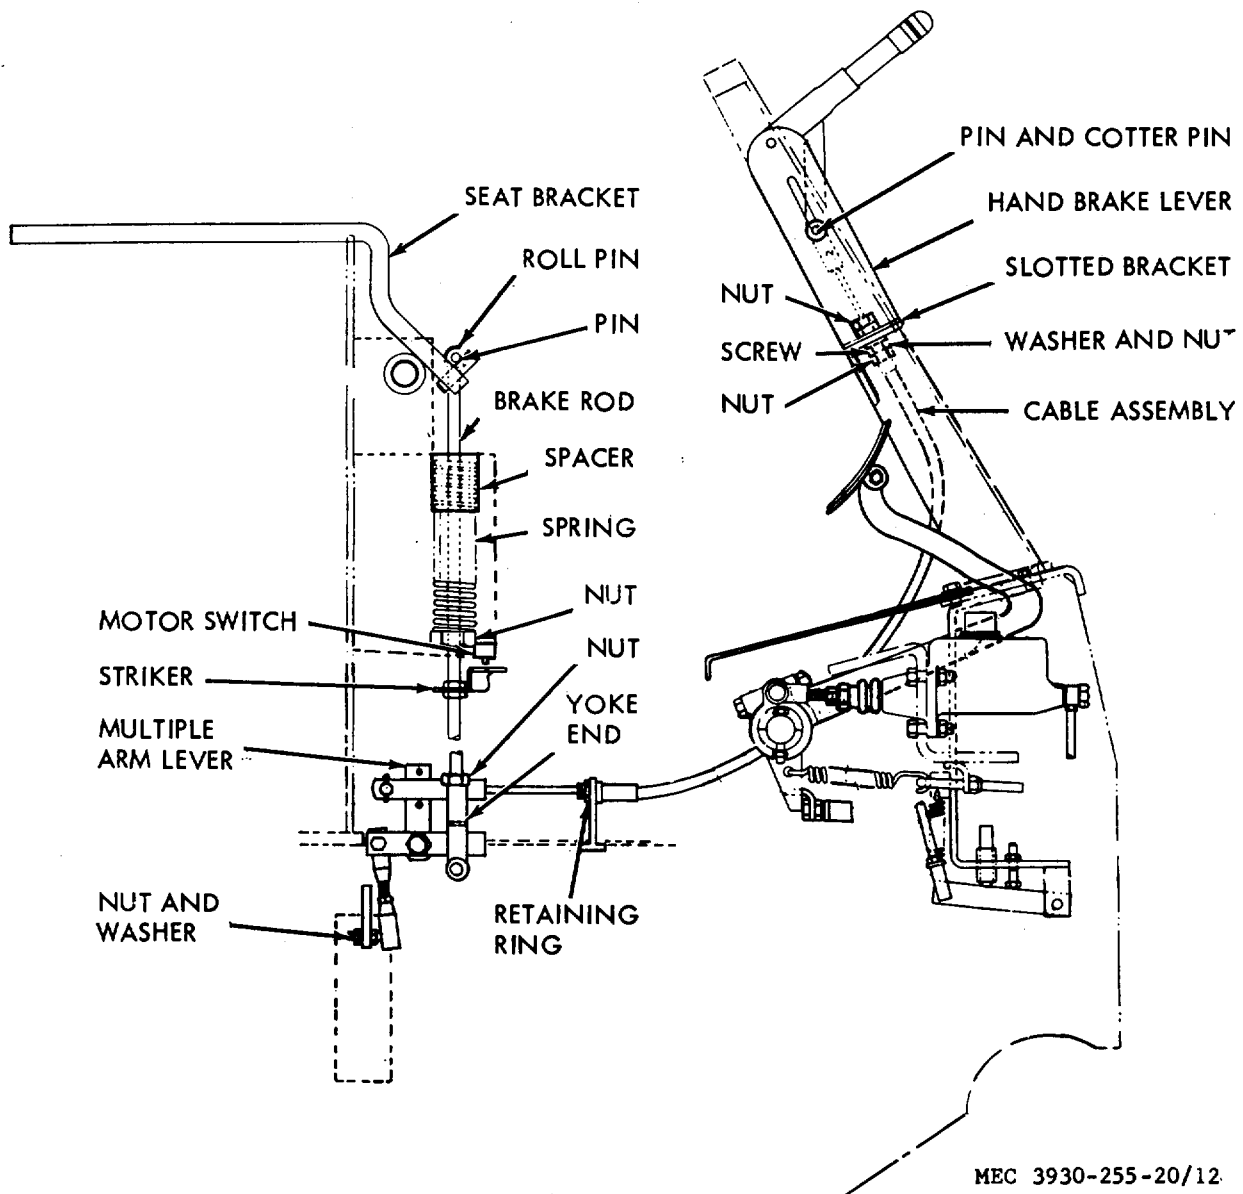 PIN AND COTTER PIN
SEAT BRACKET
HAND BRAKE LEVER
ROLL PIN
SLOTTED BRACKET
NUT
PIN
SCREW
WASHER AND NUT
NUT
BRAKE ROD
CABLE ASSEMBLY
SPACER
SPRING
NUT
MOTOR SWITCH
NUT
STRIKER
YOKE
END
MULTIPLE
ARM LEVER
NUT AND
WASHER
RETAINING
RING
MEC 3930-255-20/12